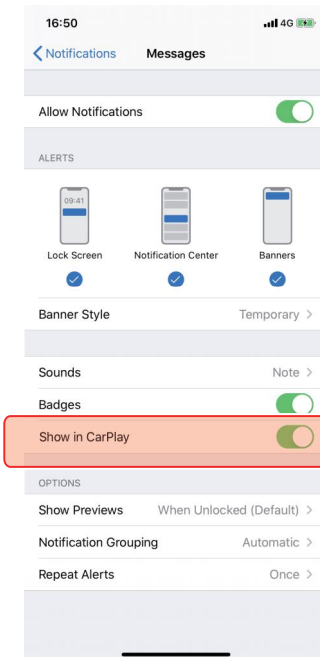 16:50 4G
Notifications Messages
Allow Notifications
ALERTS
09:41
Lock Screen Notification Center Banners
Banner Style Temporary
Sounds Note
Badges
Show in CarPlay
OPTIONS
Show Previews When Unlocked (Default)
Notification Grouping Automatic
Repeat Alerts Once